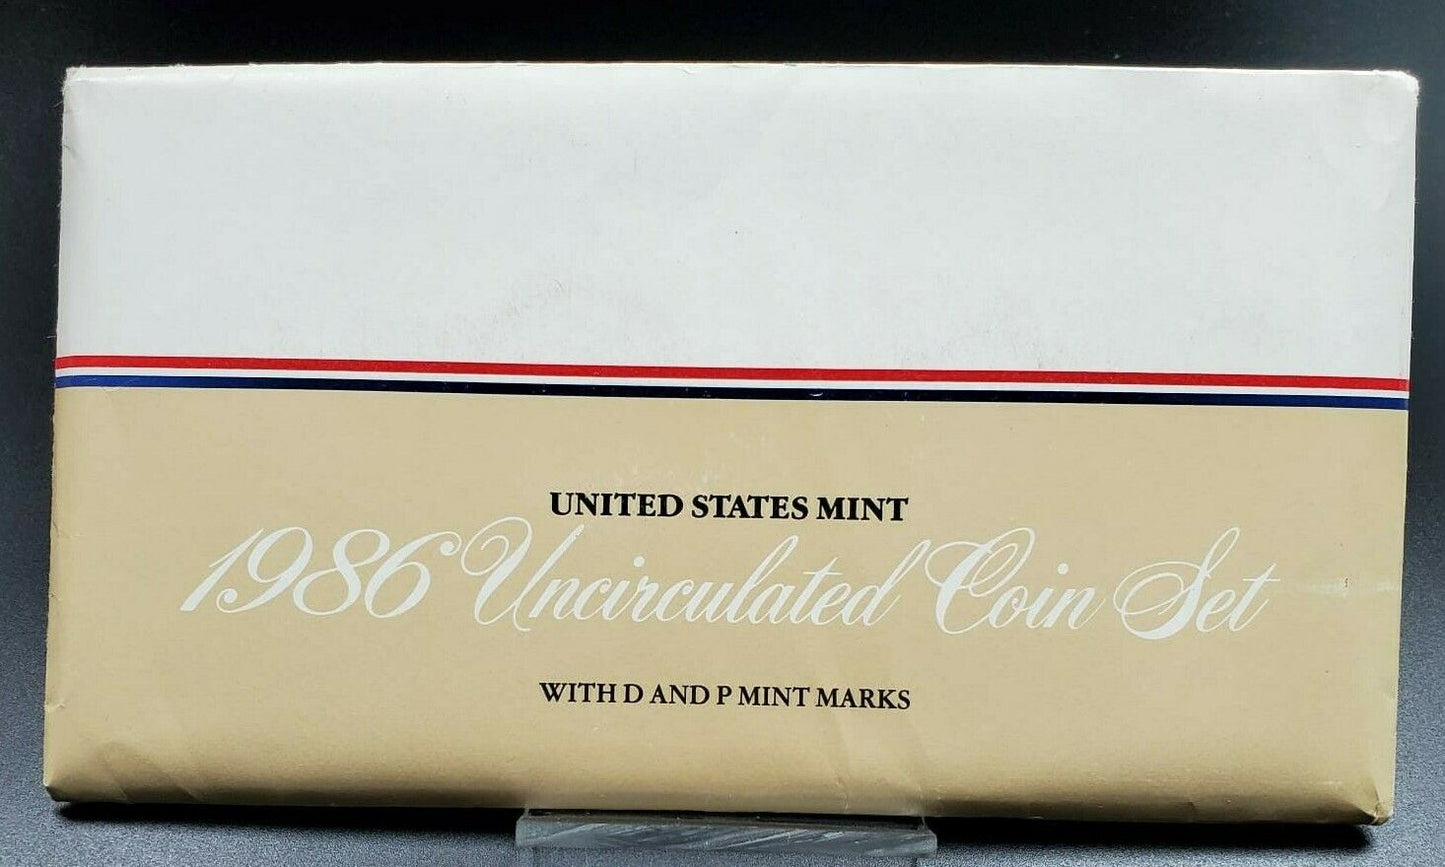 UNITED STATES MINT
1986 Uncirculated Coin Set
WITH D AND P MINT MARKS